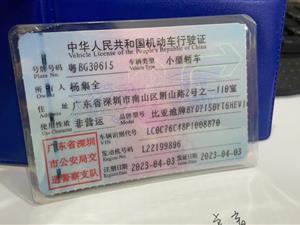 中华人民共和国机动车行驶证
Vehicle License of the People's Republic of China
号牌号码 粤BG30615 车辆类型 小型轿车
Plate No. Vehicle Type
所有人 杨集全
Owner
住址 广东省深圳市南山区侧山路2号之一110室
Address
使用性质 非营运 品牌型号 比亚迪牌BYD7150WT6HEV1
Use Character Model
广东省深圳
市公安局交
通警察支队
车辆识别代号 LC0C76C48P1008870
VIN
发动机号码 L22199896
Engine No.
注册日期 2023-04-03 发证日期 2023-04-03
Register Date Issue Date